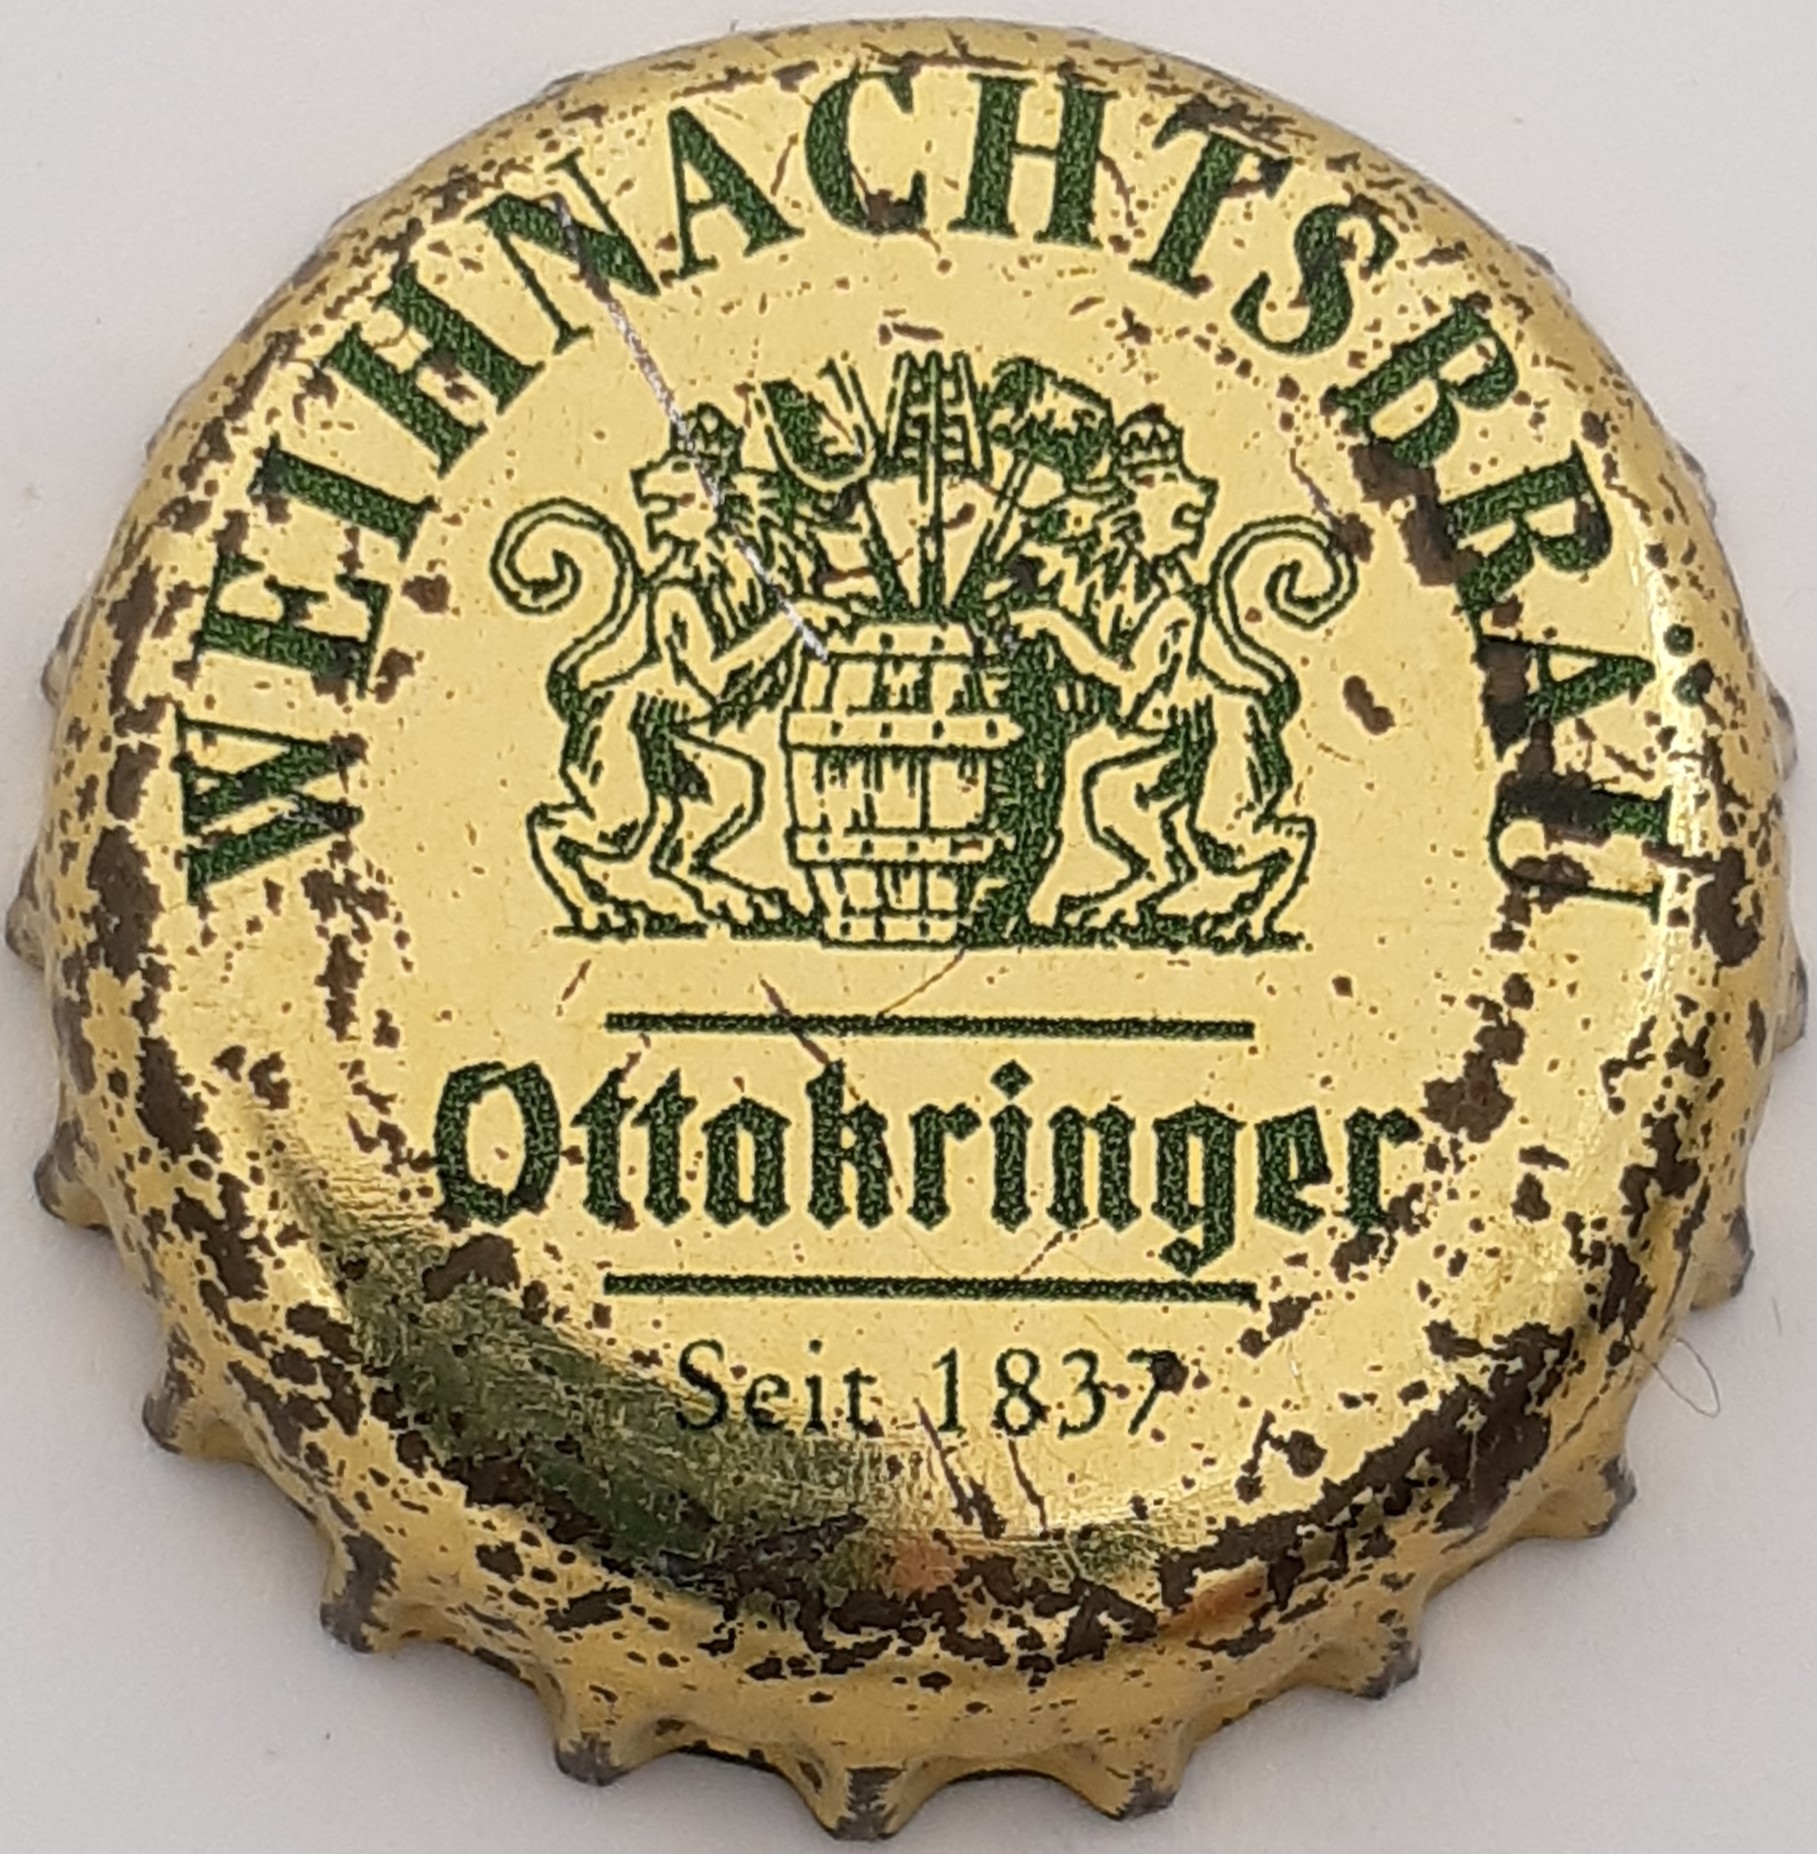 WEIHNACHTSBRÄU
Ottakringer
Seit 1837